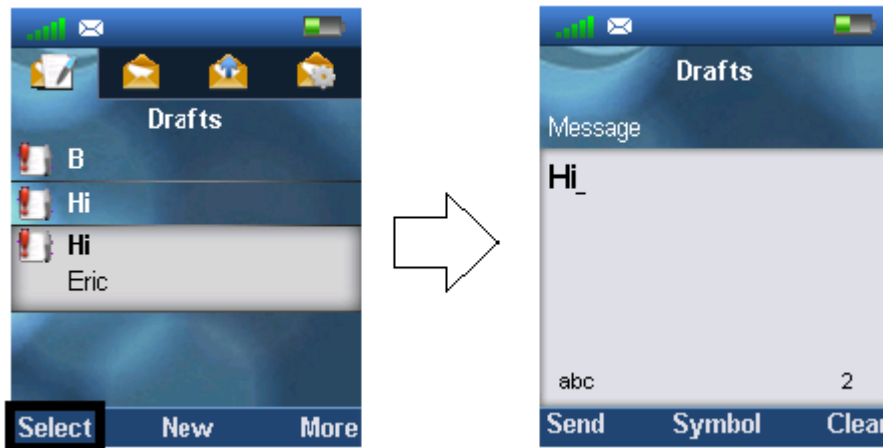 Drafts
B
Hi
Hi
Eric
Select New More
Drafts
Message
Hi_
abc 2
Send Symbol Clear